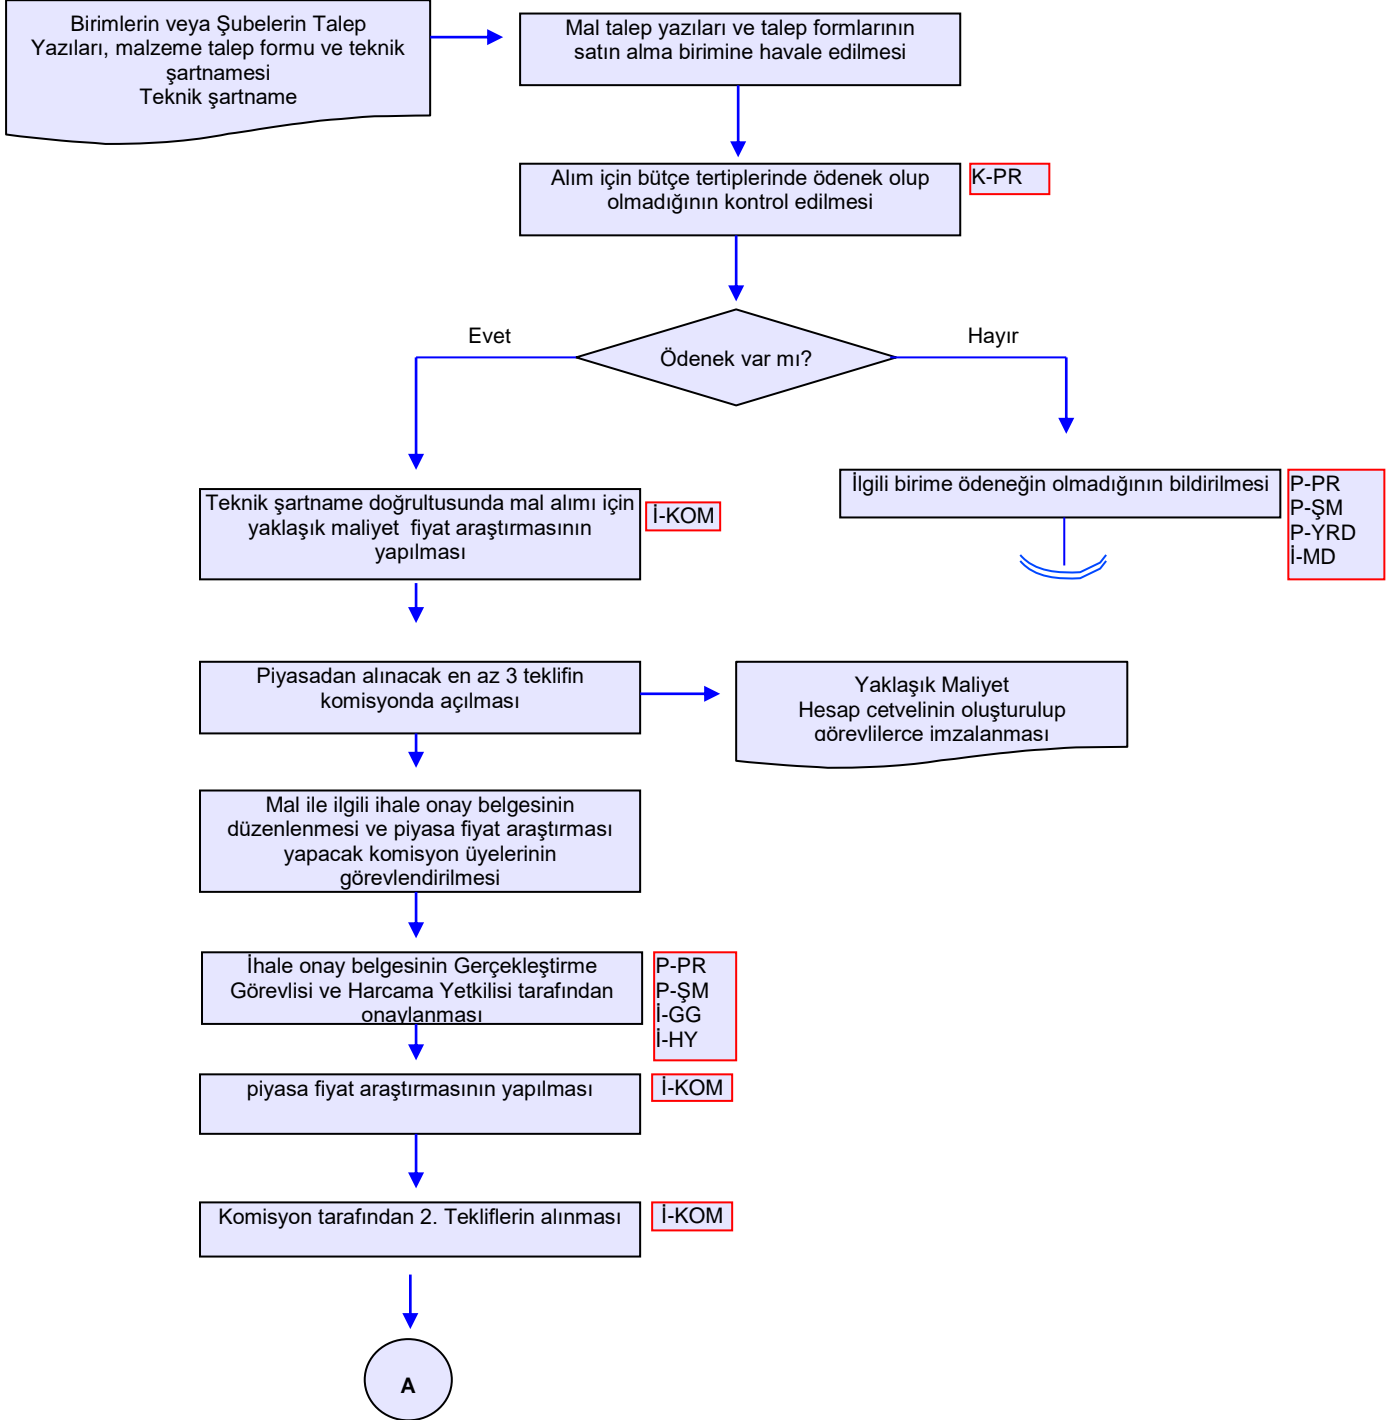 Birimlerin veya Şubelerin Talep
Yazıları, malzeme talep formu ve teknik
şartnamesi
Teknik şartname
Mal talep yazıları ve talep formlarının
satın alma birimine havale edilmesi
Alım için bütçe tertiplerinde ödenek olup
olmadığının kontrol edilmesi
K-PR
Evet
Ödenek var mı?
Hayır
Teknik şartname doğrultusunda mal alımı için
yaklaşık maliyet fiyat araştırmasının
yapılması
İ-KOM
İlgili birime ödeneğin olmadığının bildirilmesi
P-PR
P-ŞM
P-YRD
İ-MD
Piyasadan alınacak en az 3 teklifin
komisyonda açılması
Yaklaşık Maliyet
Hesap cetvelinin oluşturulup
görevlilerce imzalanması
Mal ile ilgili ihale onay belgesinin
düzenlenmesi ve piyasa fiyat araştırması
yapacak komisyon üyelerinin
görevlendirilmesi
İhale onay belgesinin Gerçekleştirme
Görevlisi ve Harcama Yetkilisi tarafından
onaylanması
P-PR
P-ŞM
İ-GG
İ-HY
piyasa fiyat araştırmasının yapılması
İ-KOM
Komisyon tarafından 2. Tekliflerin alınması
İ-KOM
A